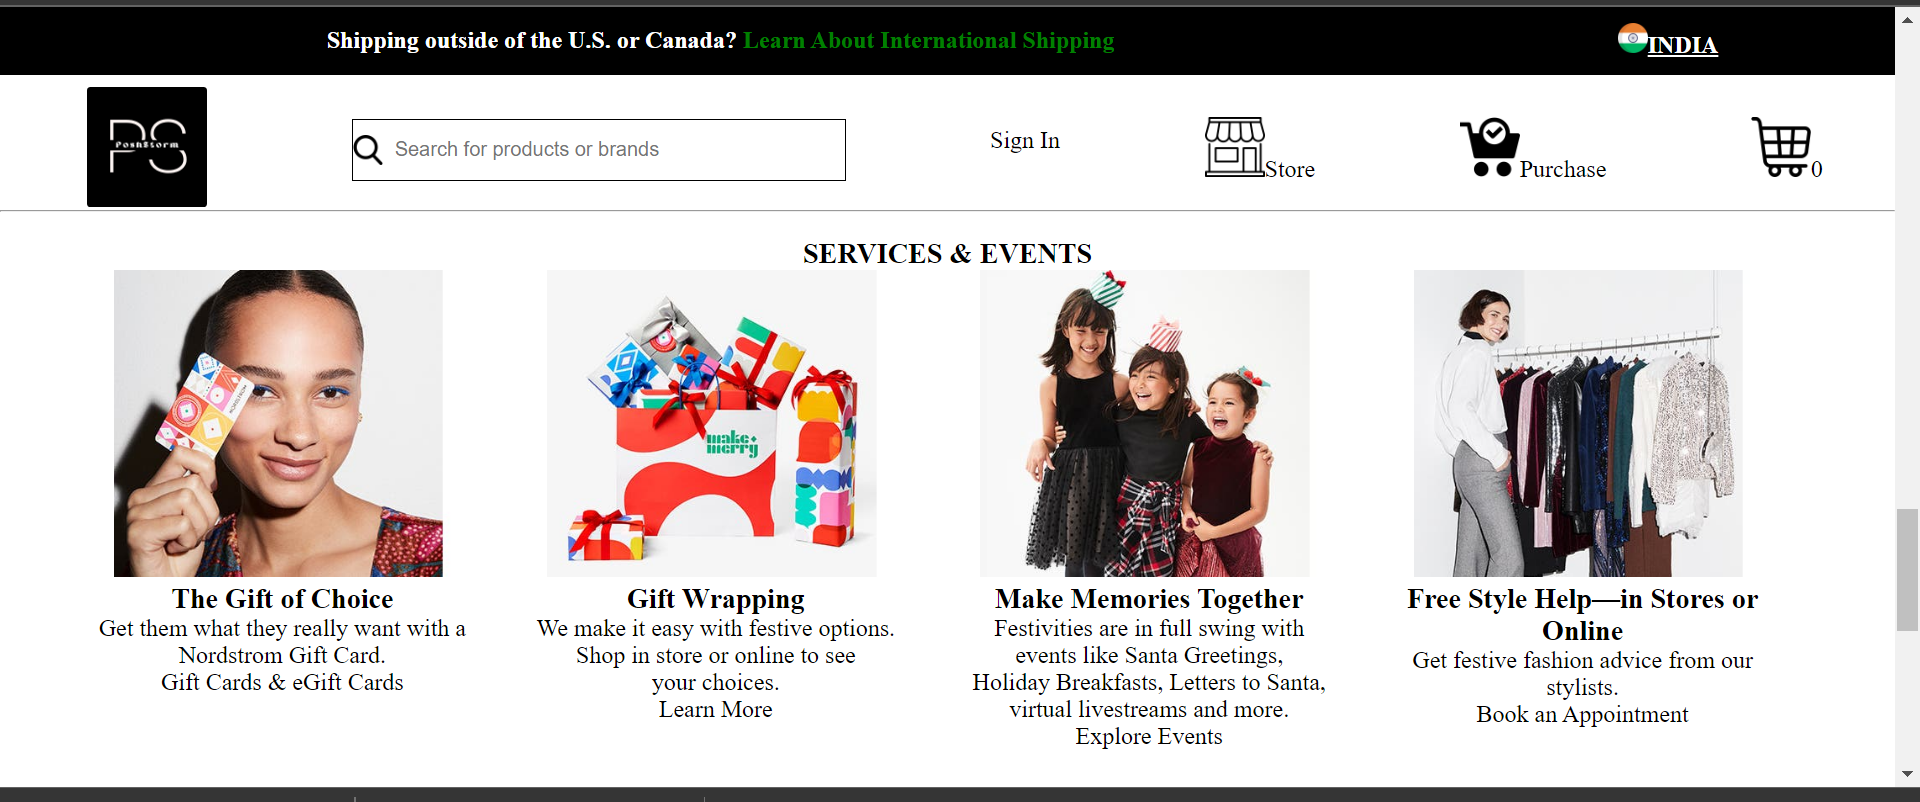 Shipping outside of the U.S. or Canada? Learn About International Shipping
INDIA
PS
PoshStorm
Search for products or brands
Sign In
Store
Purchase
0
SERVICES & EVENTS
NORDSTROM
make+
merry
The Gift of Choice
Get them what they really want with a
Nordstrom Gift Card.
Gift Cards & eGift Cards
Gift Wrapping
We make it easy with festive options.
Shop in store or online to see
your choices.
Learn More
Make Memories Together
Festivities are in full swing with
events like Santa Greetings,
Holiday Breakfasts, Letters to Santa,
virtual livestreams and more.
Explore Events
Free Style Help—in Stores or
Online
Get festive fashion advice from our
stylists.
Book an Appointment